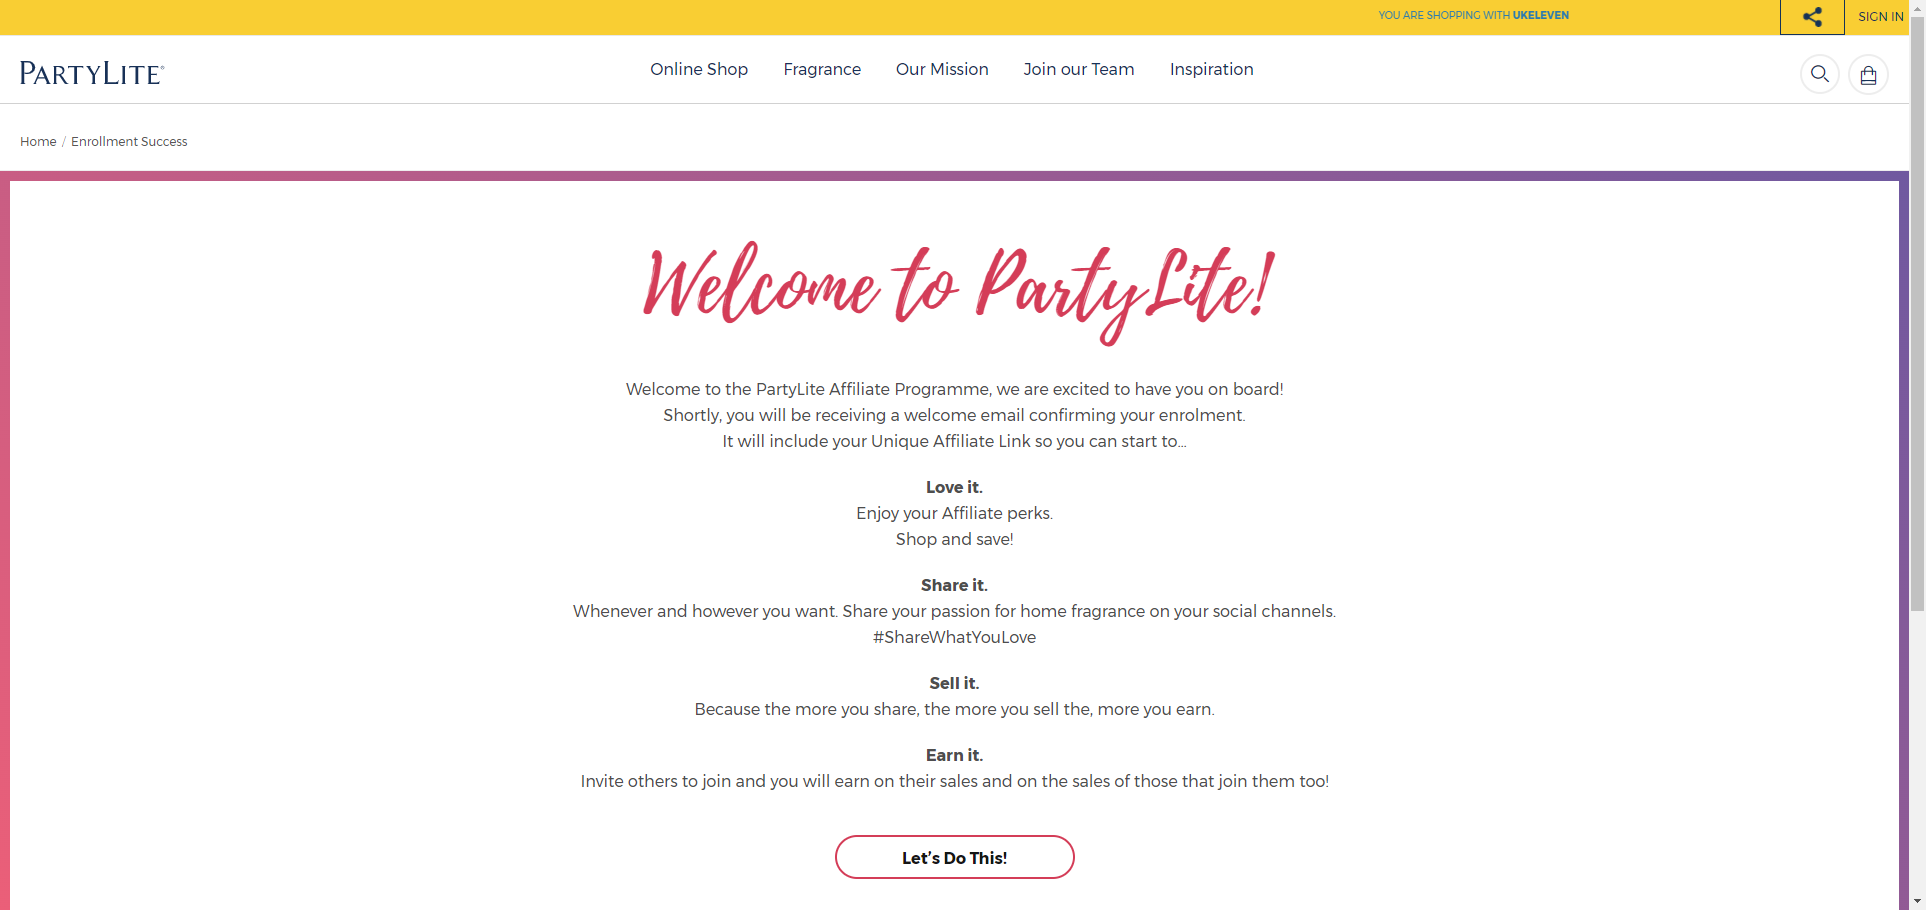 YOU ARE SHOPPING WITH UKELEVEN
SIGN IN
PARTYLITE®
Online Shop
Fragrance
Our Mission
Join our Team
Inspiration
Home / Enrollment Success
Welcome to PartyLite!
Welcome to the PartyLite Affiliate Programme, we are excited to have you on board!
Shortly, you will be receiving a welcome email confirming your enrolment.
It will include your Unique Affiliate Link so you can start to...
Love it.
Enjoy your Affiliate perks.
Shop and save!
Share it.
Whenever and however you want. Share your passion for home fragrance on your social channels.
#ShareWhatYouLove
Sell it.
Because the more you share, the more you sell the, more you earn.
Earn it.
Invite others to join and you will earn on their sales and on the sales of those that join them too!
Let's Do This!